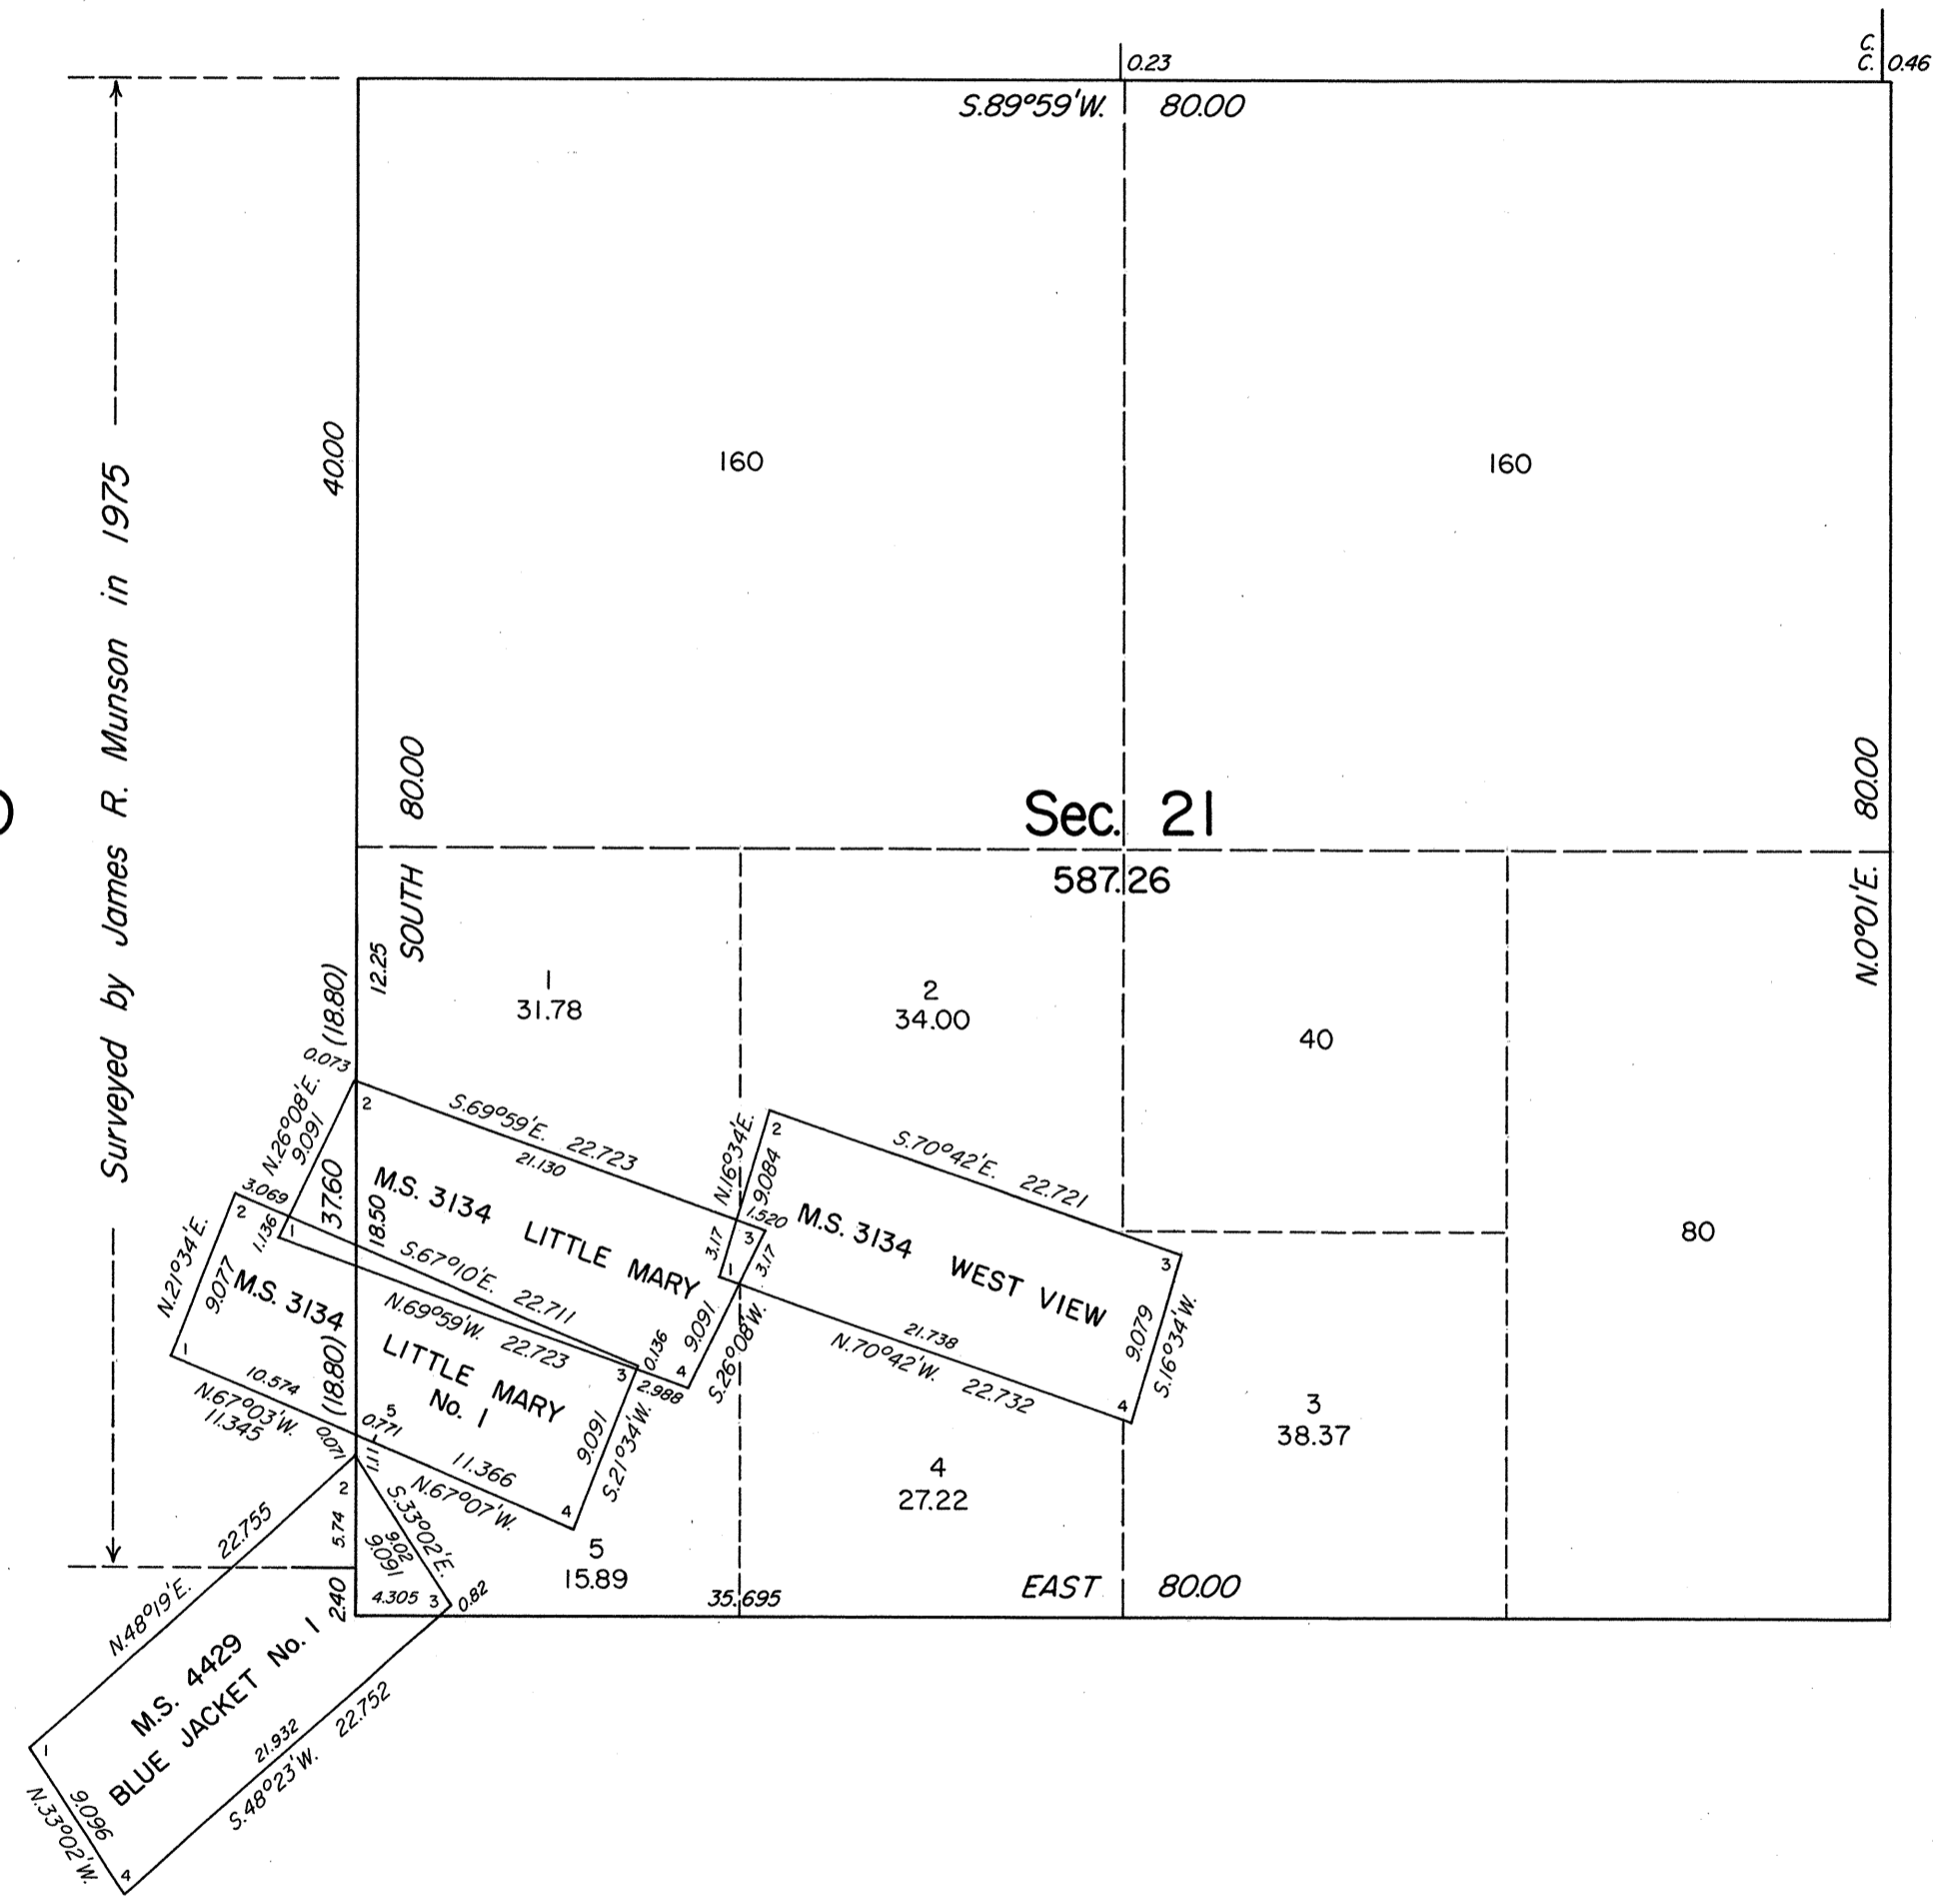 C.
C.
0.23
0.46
S.89°59'W. 80.00
Surveyed by James R. Munson in 1975
40.00
160
160
80.00
SOUTH
80.00
N.0°01'E.
Sec. 21
587.26
12.25
(18.80)
1
31.78
2
34.00
40
80
0.073
N.26°08'E.
9.091
2
S.69°59'E. 22.723
21.130
37.60
18.50
M.S. 3134 LITTLE MARY
N.16°34'E.
9.084
2
S.70°42'E. 22.721
1.520
3
3.17
3.17
1
M.S. 3134 WEST VIEW
3
9.079
S.16°34'W.
4
21.738
N.70°42'W. 22.732
3.069
2
1.136
1
N.21°34'E.
9.077
S.67°10'E. 22.711
N.69°59'W. 22.723
M.S. 3134
LITTLE MARY
No. 1
0.136
9.091
4
S.26°08'W.
3
2.988
9.091
S.21°34'W.
1
10.574
N.67°03'W.
11.345
(18.80)
5
0.771
0.071
1.11
11.366
N.67°07'W.
4
3
38.37
4
27.22
5
15.89
2
5.74
S.33°02'E.
9.02
9.091
2.40
4.305
3
0.82
35.695
EAST 80.00
22.755
N.48°19'E.
M.S. 4429
BLUE JACKET No. 1
1
21.932
S.48°23'W. 22.752
9.096
N.33°02'W.
4